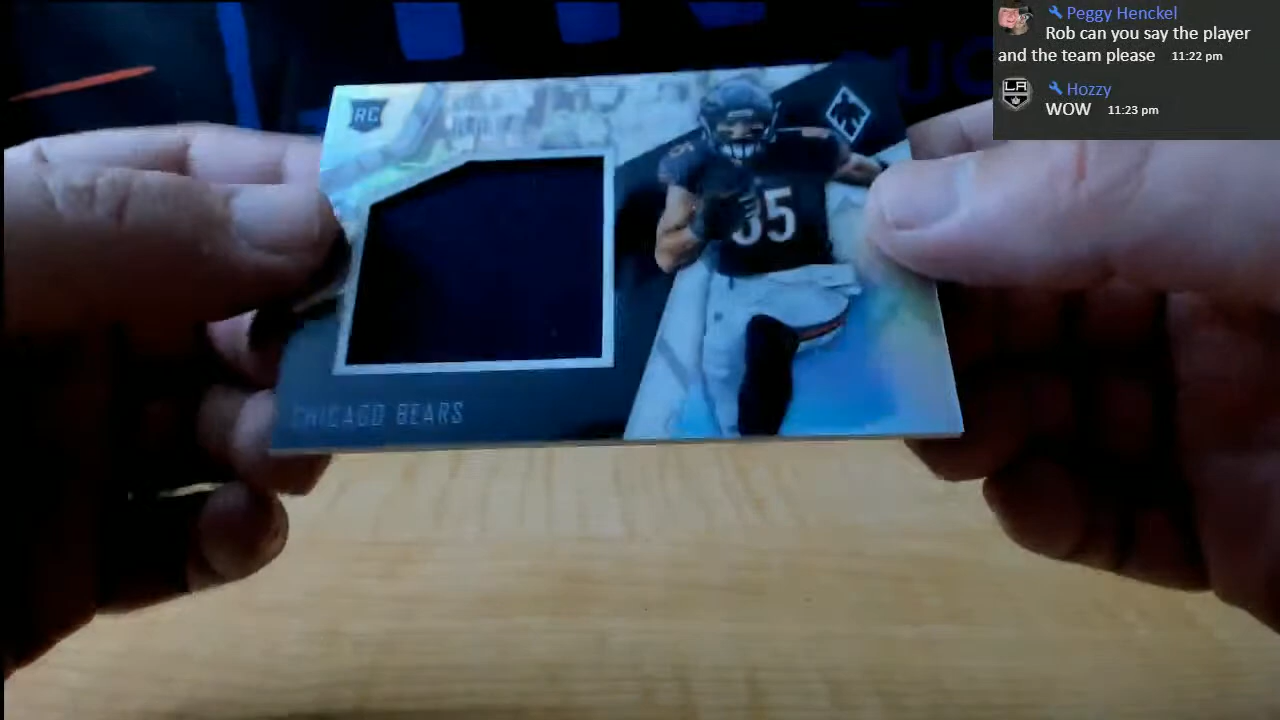 Peggy Henckel
Rob can you say the player
and the team please 11:22 pm
Hozzy
WOW 11:23 pm
LA
RC
35
CHICAGO BEARS